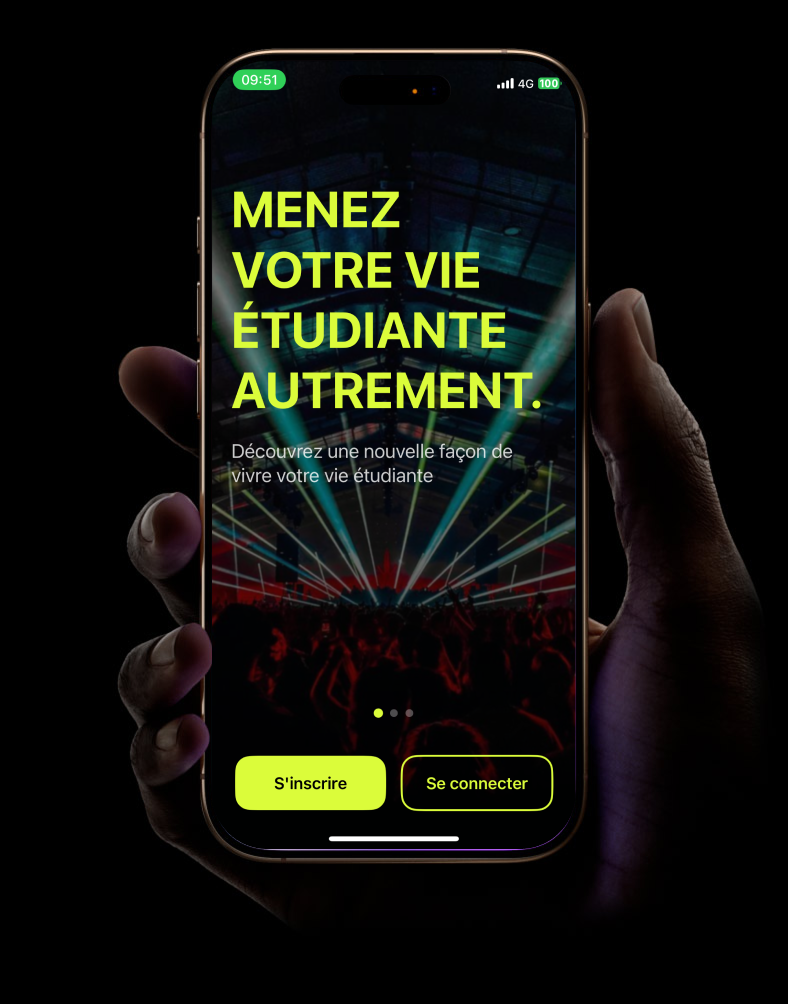 09:51
4G 100
MENEZ
VOTRE VIE
ÉTUDIANTE
AUTREMENT.
Découvrez une nouvelle façon de
vivre votre vie étudiante
S'inscrire
Se connecter